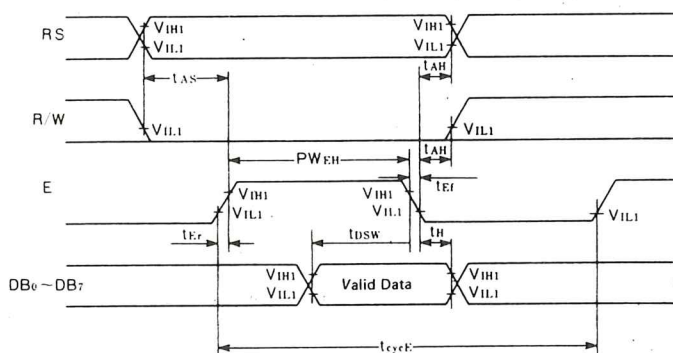 RS
VIH1
VIL1
VIH1
VIL1
tAS
tAH
R/W
VIL1
VIL1
PWEH
tAH
tEf
E
VIH1
VIL1
VIH1
VIL1
VIL1
tEr
tDSW
tH
DB0~DB7
VIH1
VIL1
Valid Data
VIH1
VIL1
tcycE